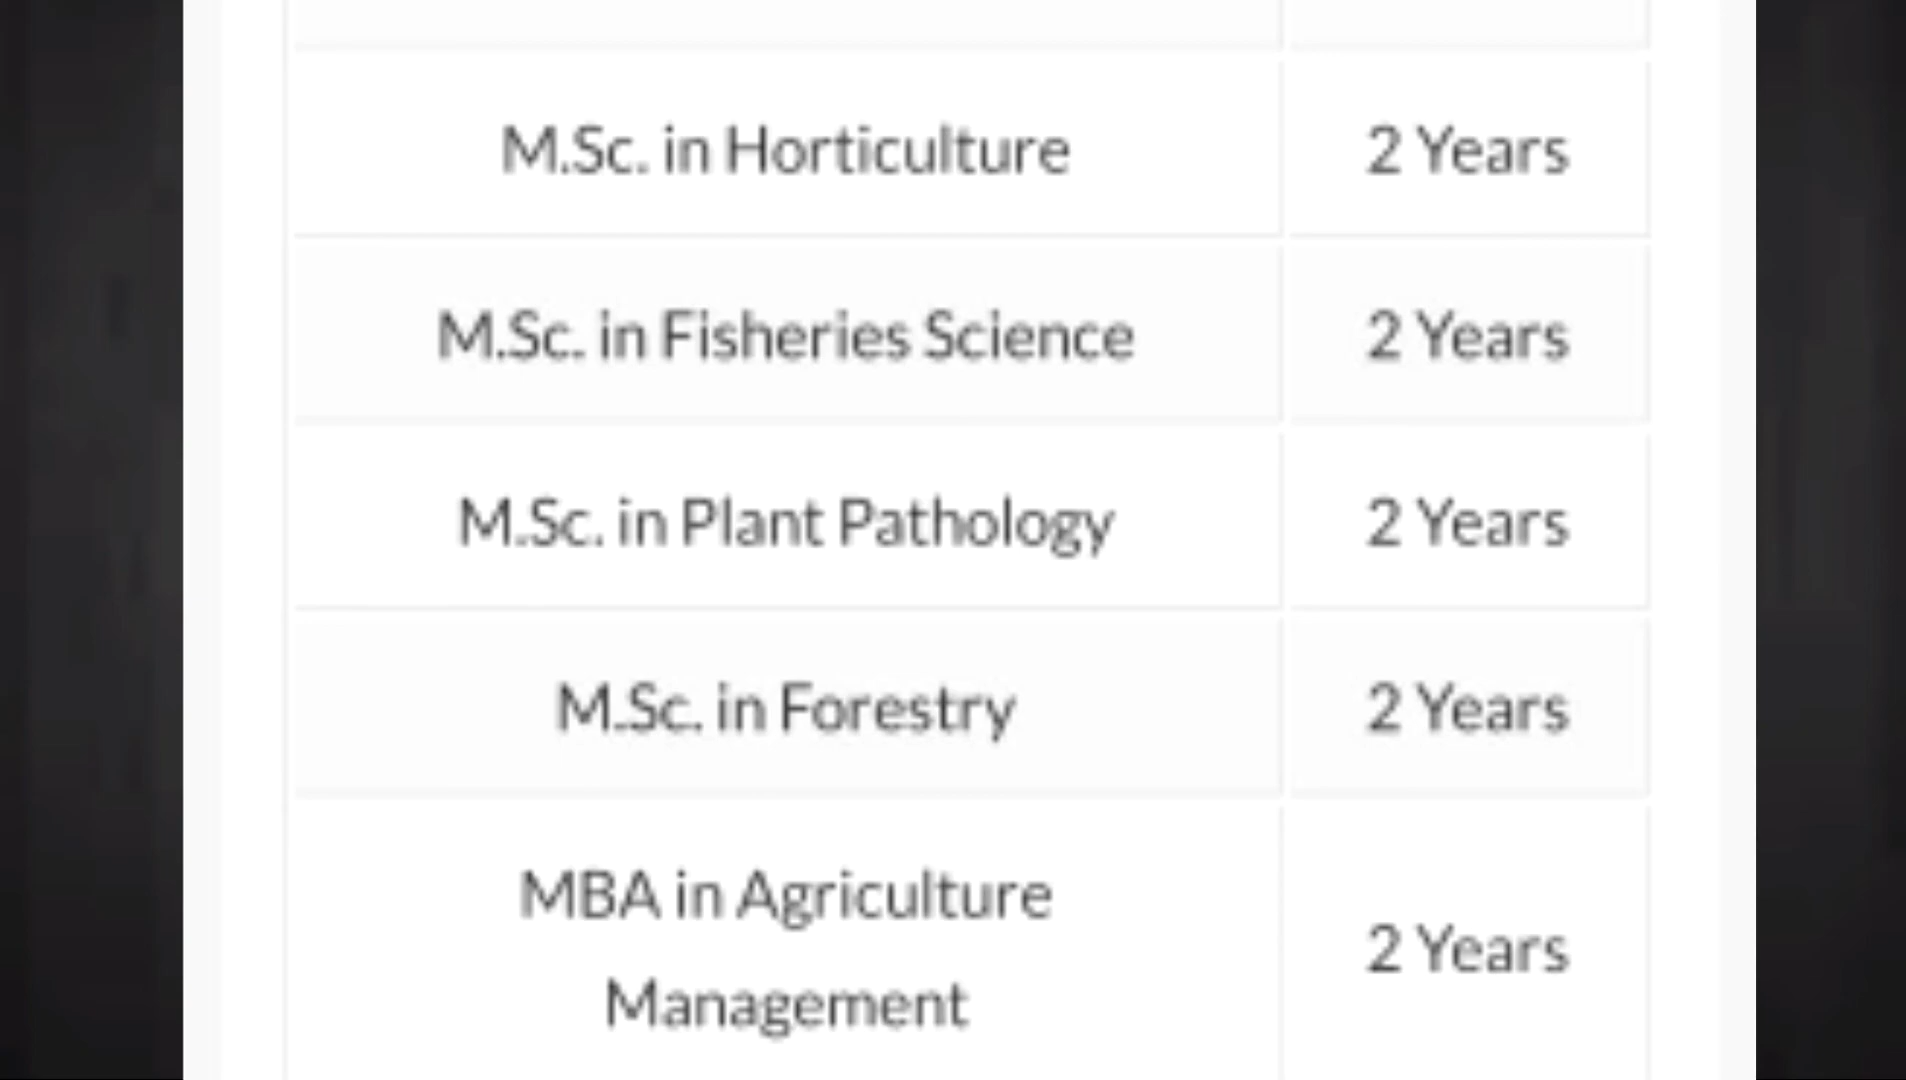 M.Sc. in Horticulture 2 Years
M.Sc. in Fisheries Science 2 Years
M.Sc. in Plant Pathology 2 Years
M.Sc. in Forestry 2 Years
MBA in Agriculture
Management 2 Years